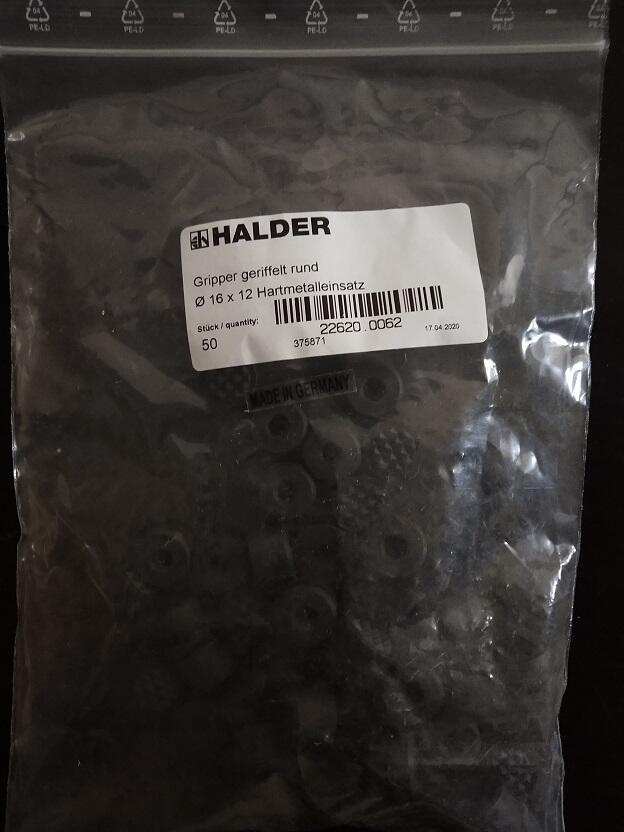 04 04 04 04 04 04
PE-LD PE-LD PE-LD PE-LD PE-LD PE-LD
HALDER
Gripper geriffelt rund
Ø 16 x 12 Hartmetalleinsatz
Stück / quantity:
50
22620 . 0062
375871
17.04.2020
MADE IN GERMANY